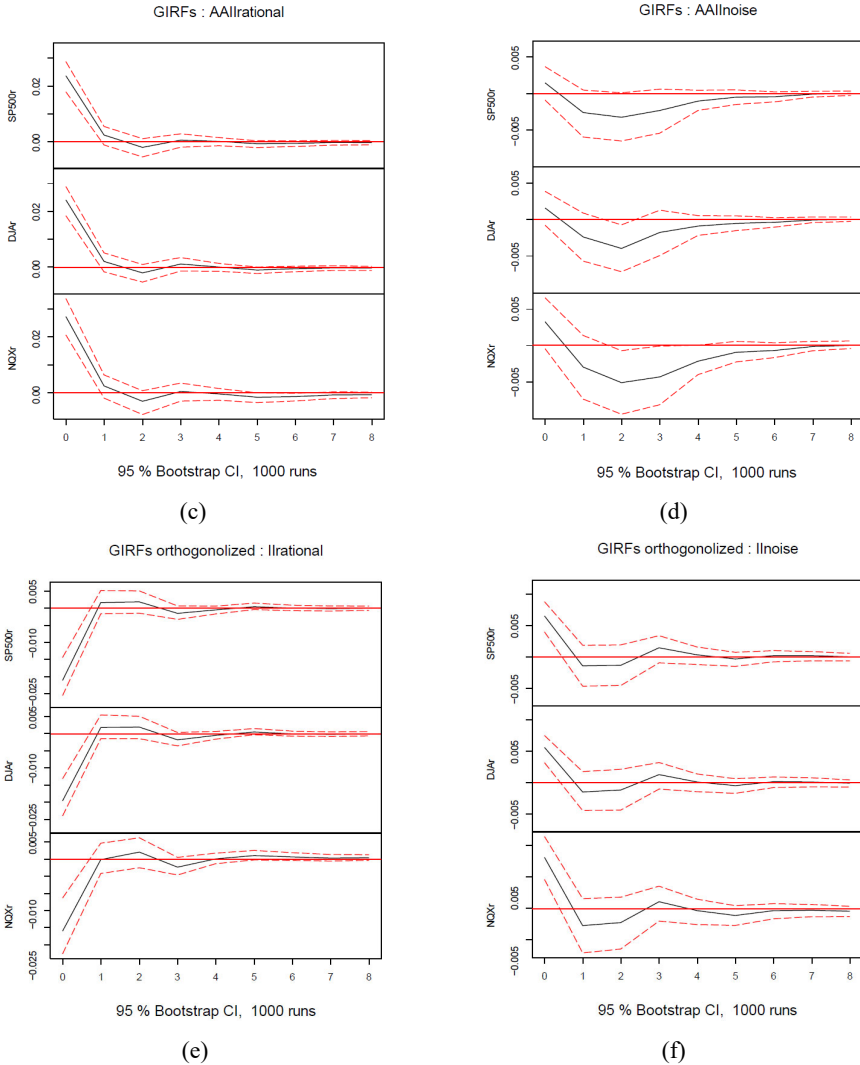 GIRFs : AAIIrational
SP500r
0.02
0.00
DJAr
0.02
0.00
NQXr
0.02
0.00
0 1 2 3 4 5 6 7 8
95 % Bootstrap CI, 1000 runs
(c)
GIRFs : AAIInoise
SP500r
0.005
−0.005
DJAr
0.005
−0.005
NQXr
0.005
−0.005
0 1 2 3 4 5 6 7 8
95 % Bootstrap CI, 1000 runs
(d)
GIRFs orthogonolized : IIrational
SP500r
0.005
−0.010
−0.025
DJAr
0.005
−0.010
−0.025
NQXr
0.005
−0.010
−0.025
0 1 2 3 4 5 6 7 8
95 % Bootstrap CI, 1000 runs
(e)
GIRFs orthogonolized : IInoise
SP500r
0.005
−0.005
DJAr
0.005
−0.005
NQXr
0.005
−0.005
0 1 2 3 4 5 6 7 8
95 % Bootstrap CI, 1000 runs
(f)